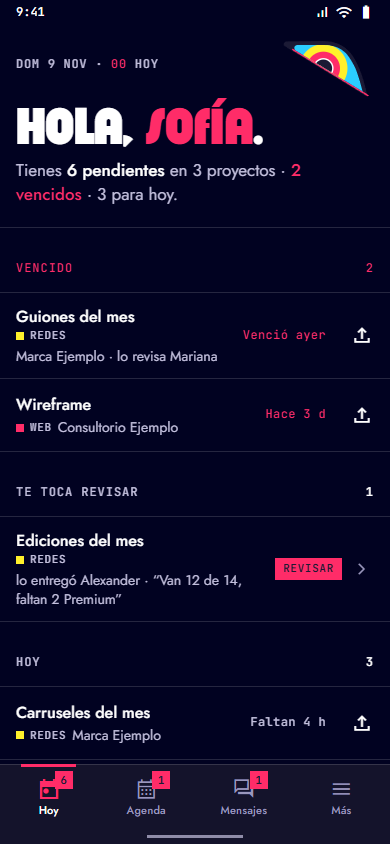 9:41
DOM 9 NOV · 00 HOY
HOLA, SOFÍA.
Tienes 6 pendientes en 3 proyectos · 2
vencidos · 3 para hoy.
VENCIDO 2
Guiones del mes
REDES
Venció ayer
Marca Ejemplo · lo revisa Mariana
Wireframe
Hace 3 d
WEB Consultorio Ejemplo
TE TOCA REVISAR 1
Ediciones del mes
REDES
REVISAR
lo entregó Alexander · “Van 12 de 14,
faltan 2 Premium”
HOY 3
Carruseles del mes
Faltan 4 h
REDES Marca Ejemplo
6 1 1
Hoy Agenda Mensajes Más